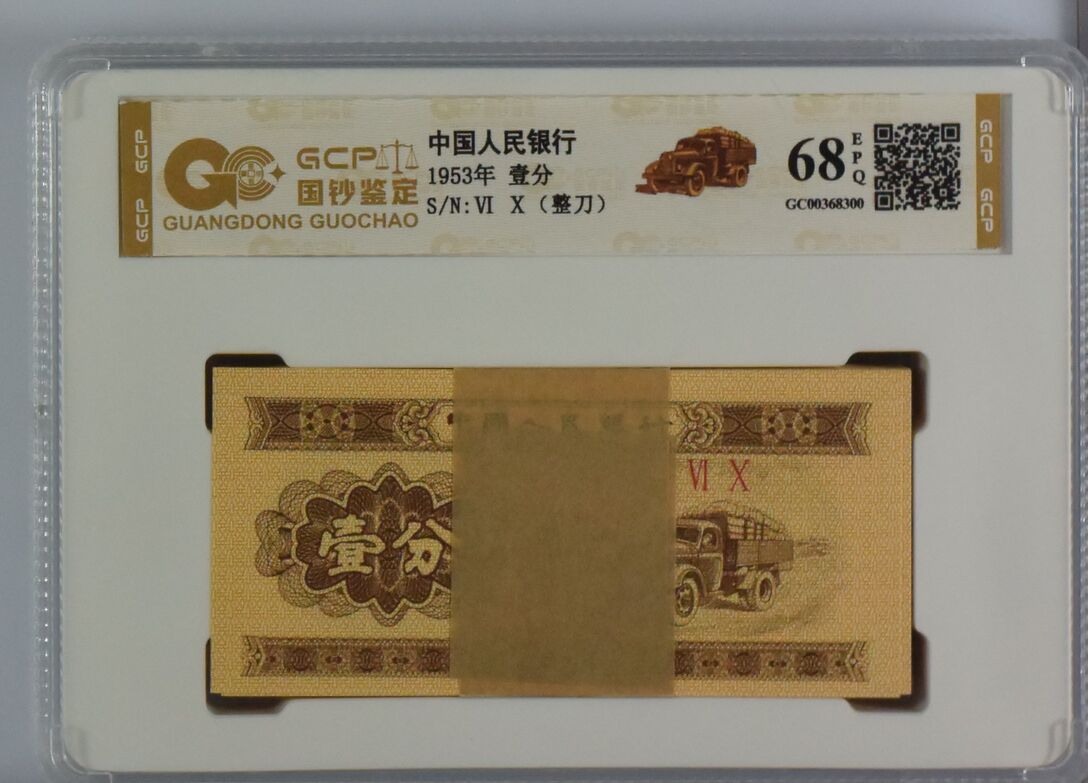 GCP
GCP
GCP
国钞鉴定
GUANGDONG GUOCHAO
中国人民银行
1953年 壹分
S/N:Ⅵ Ⅹ（整刀）
68
EPQ
GC00368300
GCP
GCP
Ⅵ Ⅹ
壹分